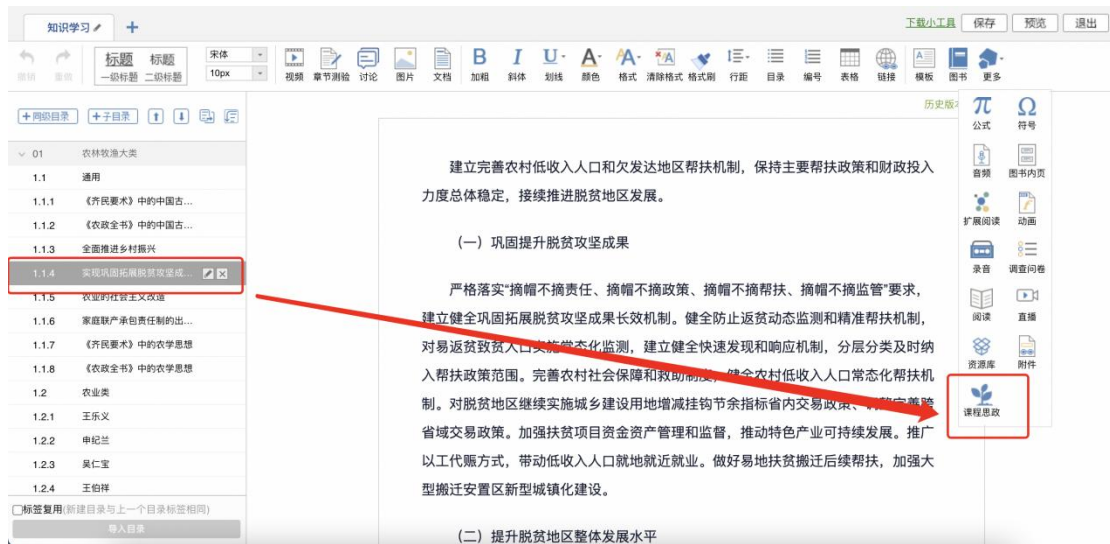 知识学习
下载小工具 保存 预览 退出
撤销 重做 标题 标题 宋体
一级标题 二级标题 10px
视频 章节测验 讨论 图片 文档 B 加粗 I 斜体 U 划线 A 颜色 格式 清除格式 格式刷 行距 目录 编号 表格 链接 模板 图书 更多
+同级目录 +子目录
历史版本
01 农林牧渔大类
1.1 通用
1.1.1 《齐民要术》中的中国古...
1.1.2 《农政全书》中的中国古...
1.1.3 全面推进乡村振兴
1.1.4 实现巩固拓展脱贫攻坚成...
1.1.5 农业的社会主义改造
1.1.6 家庭联产承包责任制的出...
1.1.7 《齐民要术》中的农学思想
1.1.8 《农政全书》中的农学思想
1.2 农业类
1.2.1 王乐义
1.2.2 申纪兰
1.2.3 吴仁宝
1.2.4 王伯祥
标签复用(新建目录与上一个目录标签相同)
导入目录
建立完善农村低收入人口和欠发达地区帮扶机制，保持主要帮扶政策和财政投入
力度总体稳定，接续推进脱贫地区发展。
（一）巩固提升脱贫攻坚成果
严格落实“摘帽不摘责任、摘帽不摘政策、摘帽不摘帮扶、摘帽不摘监管”要求，
建立健全巩固拓展脱贫攻坚成果长效机制。健全防止返贫动态监测和精准帮扶机制，
对易返贫致贫人口实施常态化监测，建立健全快速发现和响应机制，分层分类及时纳
入帮扶政策范围。完善农村社会保障和救助制度，健全农村低收入人口常态化帮扶机
制。对脱贫地区继续实施城乡建设用地增减挂钩节余指标省内交易政策、调整完善跨
省域交易政策。加强扶贫项目资金资产管理和监督，推动特色产业可持续发展。推广
以工代赈方式，带动低收入人口就地就近就业。做好易地扶贫搬迁后续帮扶，加强大
型搬迁安置区新型城镇化建设。
（二）提升脱贫地区整体发展水平
π Ω
公式 符号
音频 图书内页
扩展阅读 动画
录音 调查问卷
阅读 直播
资源库 附件
课程思政